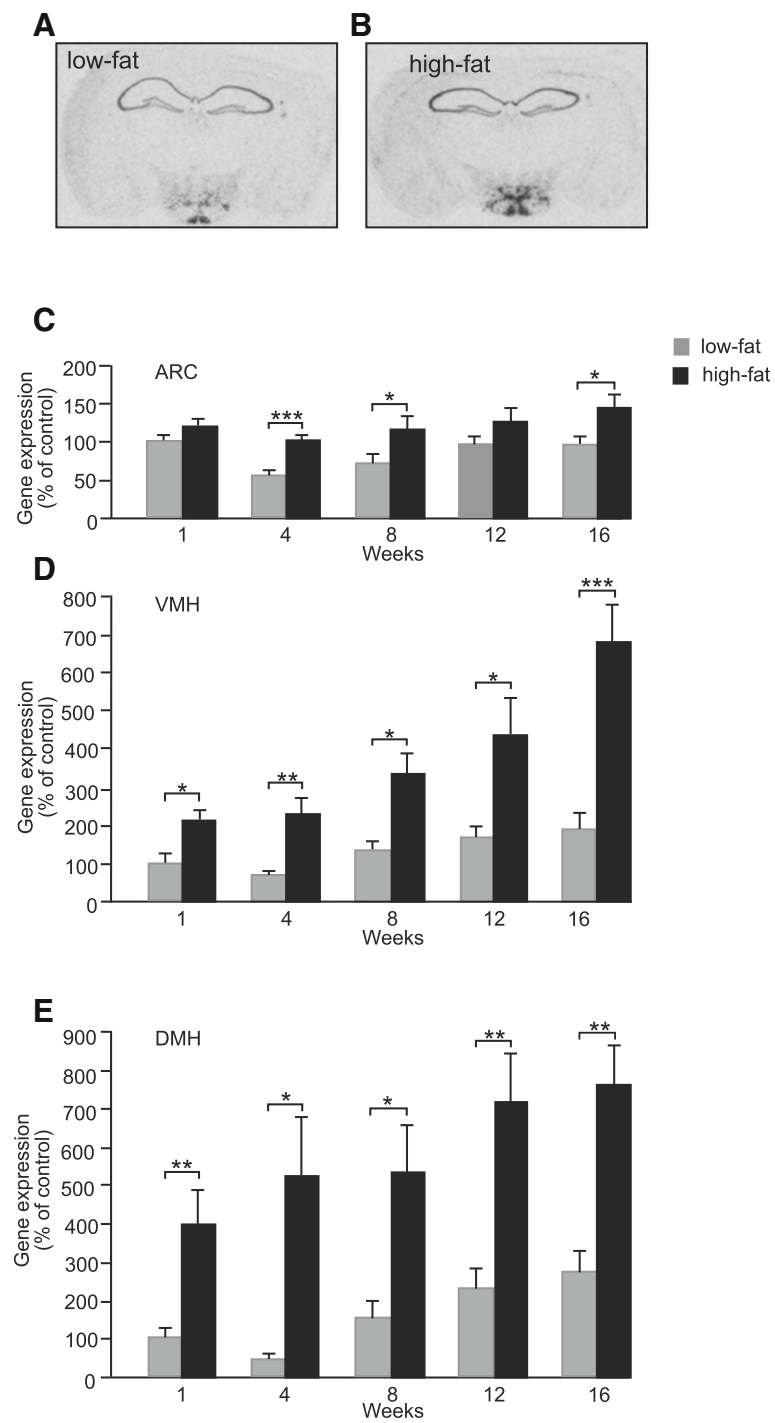 A
low-fat
B
high-fat
C
low-fat
high-fat
ARC
Gene expression
(% of control)
200
150
100
50
0
***
*
*
1 4 8 12 16
Weeks
D
VMH
Gene expression
(% of control)
800
700
600
500
400
300
200
100
0
*
**
*
*
***
1 4 8 12 16
Weeks
E
DMH
Gene expression
(% of control)
900
800
700
600
500
400
300
200
100
0
**
*
*
**
**
1 4 8 12 16
Weeks